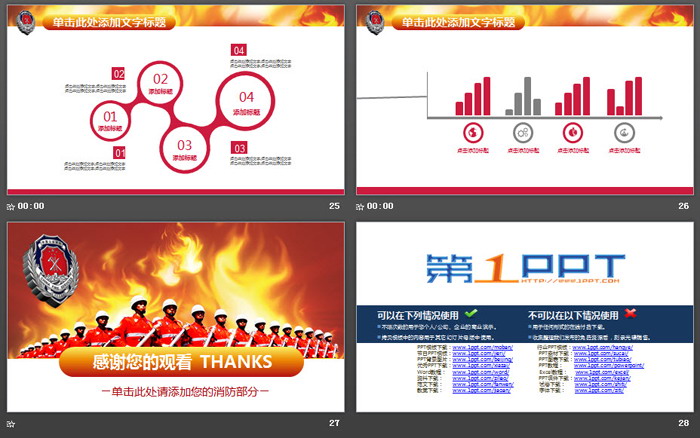 单击此处添加文字标题
04
02
02
添加标题
04
添加标题
01
添加标题
03
添加标题
01
03
00:00
25
单击此处添加文字标题
点击添加标题
点击添加标题
点击添加标题
点击添加标题
00:00
26
感谢您的观看 THANKS
－单击此处请添加您的消防部分－
27
第1PPT
HTTP://WWW.1PPT.COM
可以在下列情况使用
不可以在以下情况使用
PPT模板下载：www.1ppt.com/moban/
行业PPT模板：www.1ppt.com/hangye/
节日PPT模板：www.1ppt.com/jieri/
PPT素材下载：www.1ppt.com/sucai/
PPT背景图片：www.1ppt.com/beijing/
PPT图表下载：www.1ppt.com/tubiao/
优秀PPT下载：www.1ppt.com/xiazai/
PPT教程：www.1ppt.com/powerpoint/
Word教程：www.1ppt.com/word/
Excel教程：www.1ppt.com/excel/
资料下载：www.1ppt.com/ziliao/
PPT课件下载：www.1ppt.com/kejian/
范文下载：www.1ppt.com/fanwen/
试卷下载：www.1ppt.com/shiti/
教案下载：www.1ppt.com/jiaoan/
字体下载：www.1ppt.com/ziti/
28